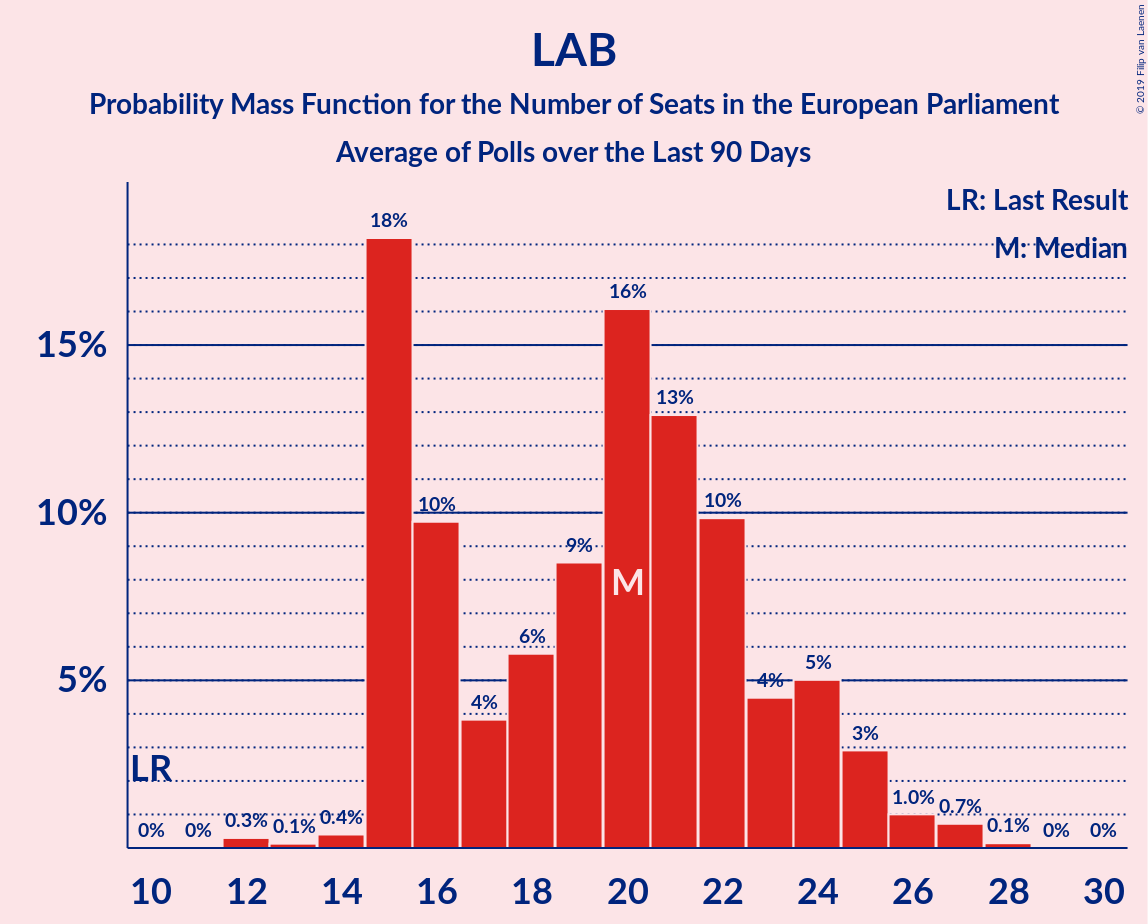 LAB
Probability Mass Function for the Number of Seats in the European Parliament
Average of Polls over the Last 90 Days
© 2019 Filip van Laenen
LR: Last Result
M: Median
18%
16%
15%
13%
10%
10%
10%
9%
M
6%
5%
5%
4%
4%
3%
LR
0%
0%
0.3%
0.1%
0.4%
1.0%
0.7%
0.1%
0%
0%
10 12 14 16 18 20 22 24 26 28 30